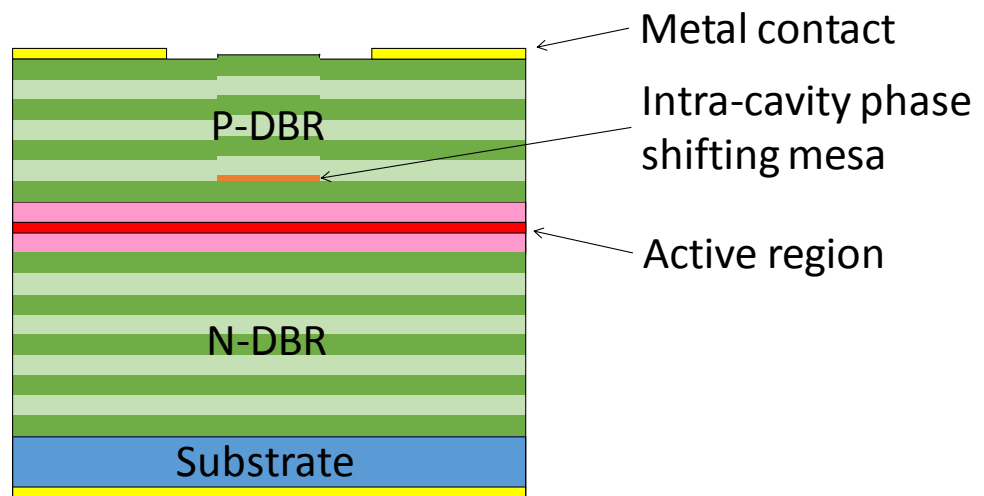 Metal contact
Intra-cavity phase
shifting mesa
P-DBR
Active region
N-DBR
Substrate